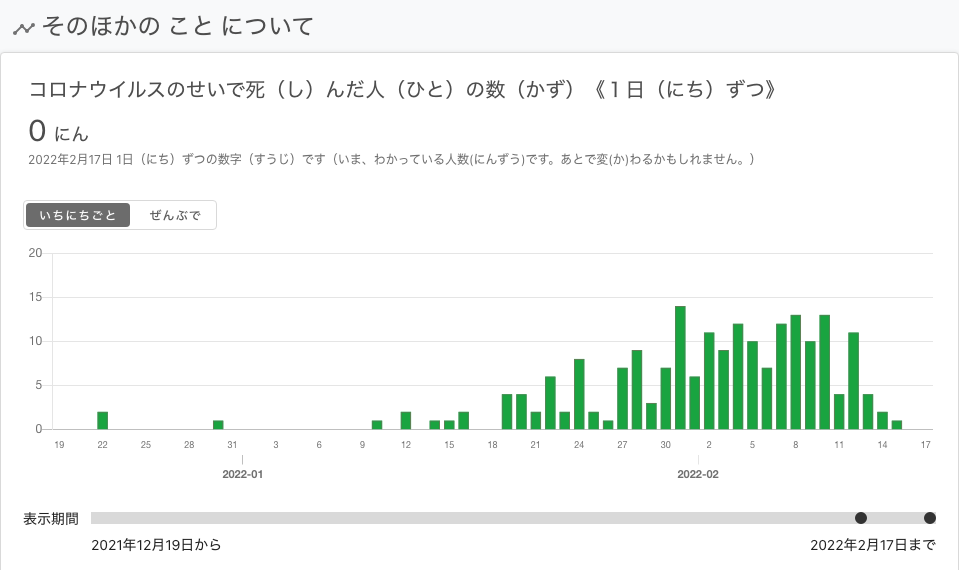 そのほかの こと について
コロナウイルスのせいで死（し）んだ人（ひと）の数（かず）《１日（にち）ずつ》
0 にん
2022年2月17日 1日（にち）ずつの数字（すうじ）です（いま、わかっている人数(にんずう)です。あとで変(か)わるかもしれません。）
いちにちごと ぜんぶで
20
15
10
5
0
19 22 25 28 31 3 6 9 12 15 18 21 24 27 30 2 5 8 11 14 17
2022-01 2022-02
表示期間
2021年12月19日から 2022年2月17日まで